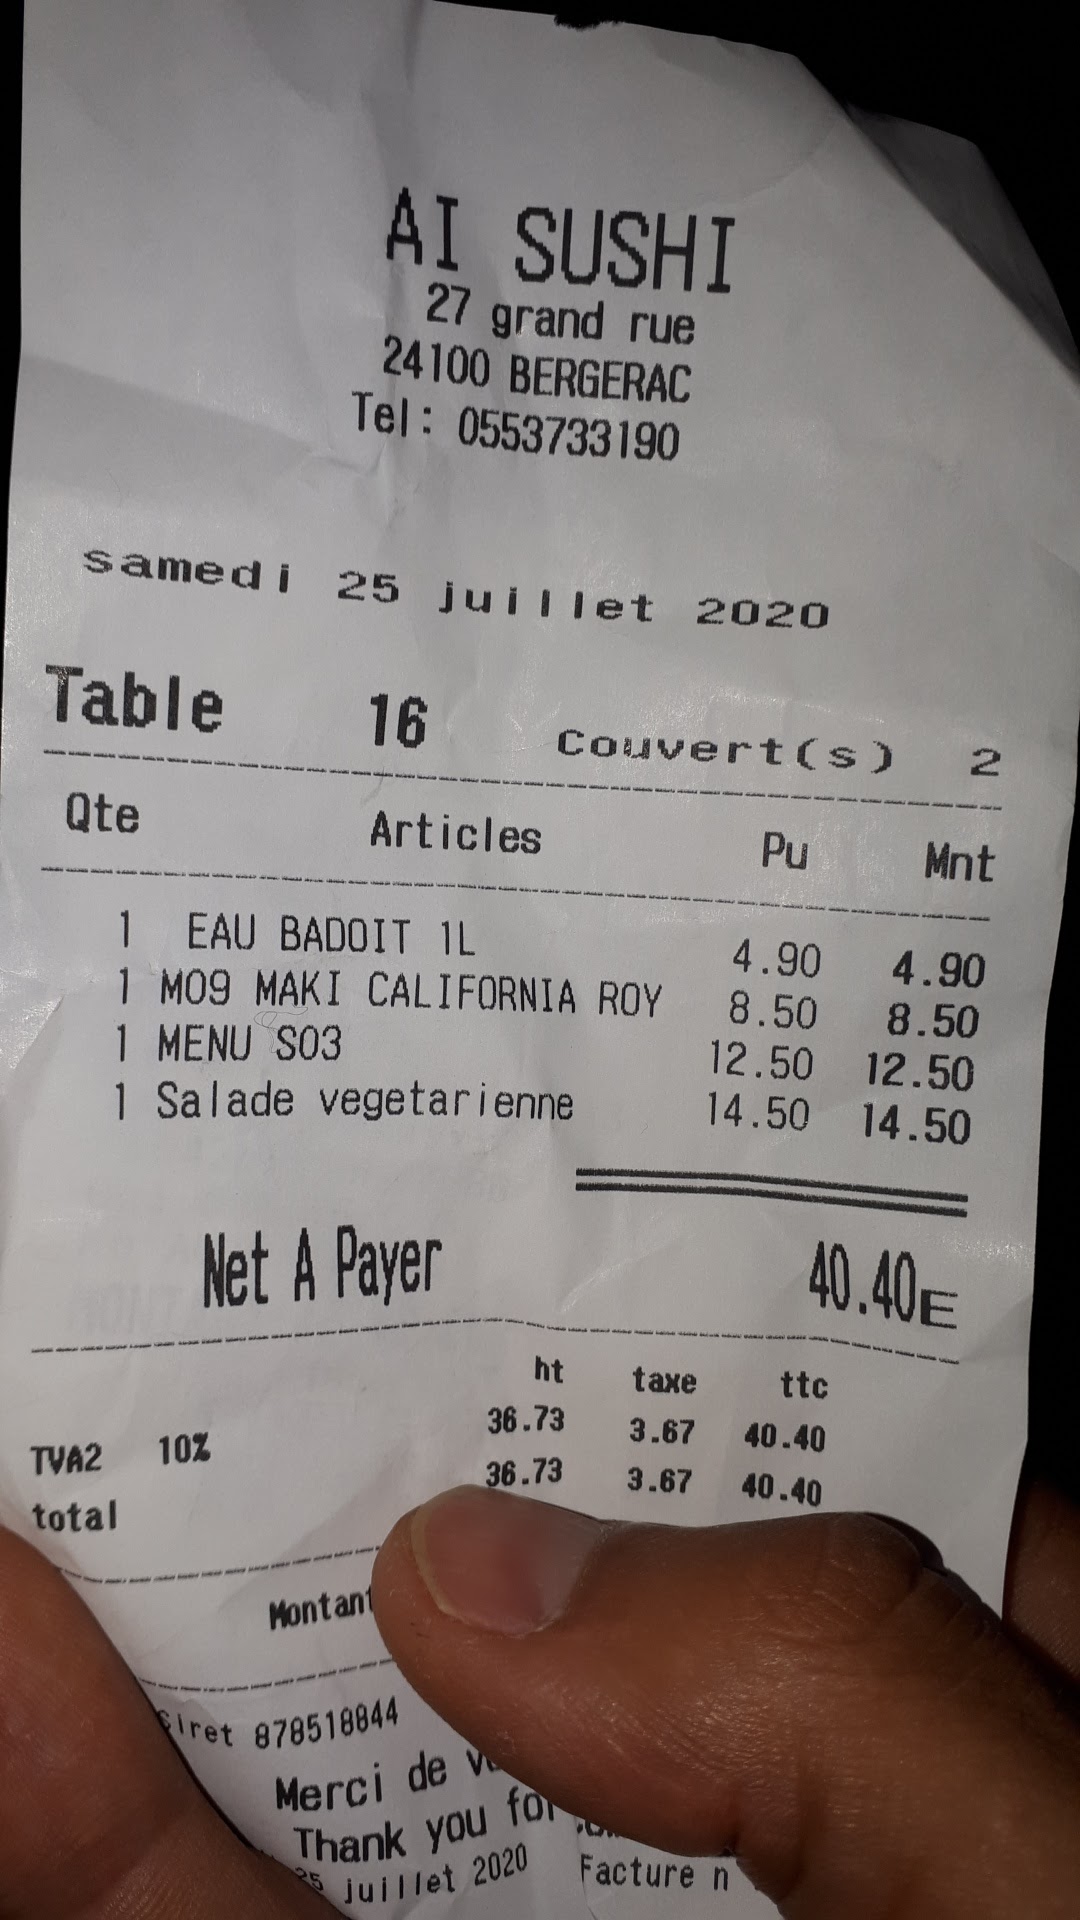 AI SUSHI
27 grand rue
24100 BERGERAC
Tel: 0553733190
samedi 25 juillet 2020
Table 16 Couvert(s) 2
Qte Articles Pu Mnt
1 EAU BADOIT 1L 4.90 4.90
1 M09 MAKI CALIFORNIA ROY 8.50 8.50
1 MENU S03 12.50 12.50
1 Salade vegetarienne 14.50 14.50
Net A Payer 40.40E
ht taxe ttc
TVA2 10% 36.73 3.67 40.40
total 36.73 3.67 40.40
Montant
Siret 878518844
Merci de
Thank you for
25 juillet 2020 Facture n